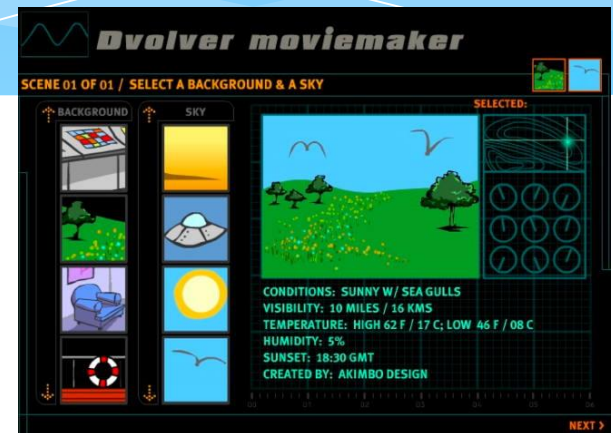 Dvolver moviemaker
SCENE 01 OF 01 / SELECT A BACKGROUND & A SKY
SELECTED:
BACKGROUND
SKY
CONDITIONS: SUNNY W/ SEA GULLS
VISIBILITY: 10 MILES / 16 KMS
TEMPERATURE: HIGH 62 F / 17 C; LOW 46 F / 08 C
HUMIDITY: 5%
SUNSET: 18:30 GMT
CREATED BY: AKIMBO DESIGN
NEXT >